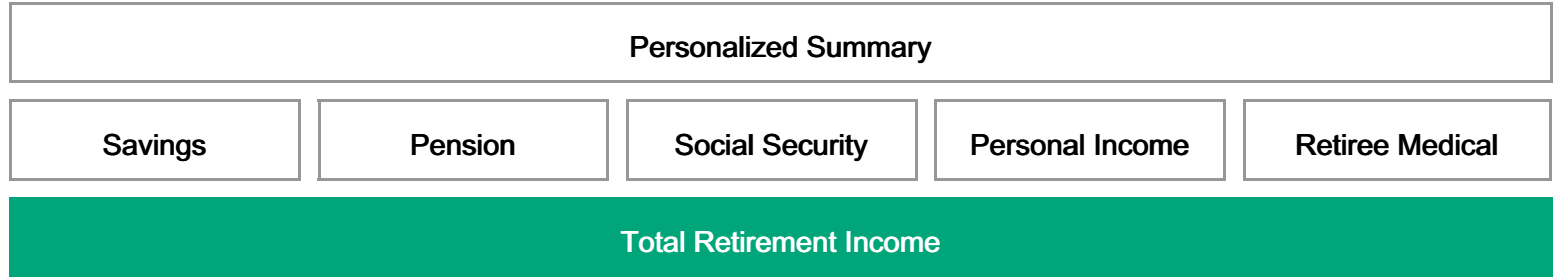 Personalized Summary
Savings
Pension
Social Security
Personal Income
Retiree Medical
Total Retirement Income